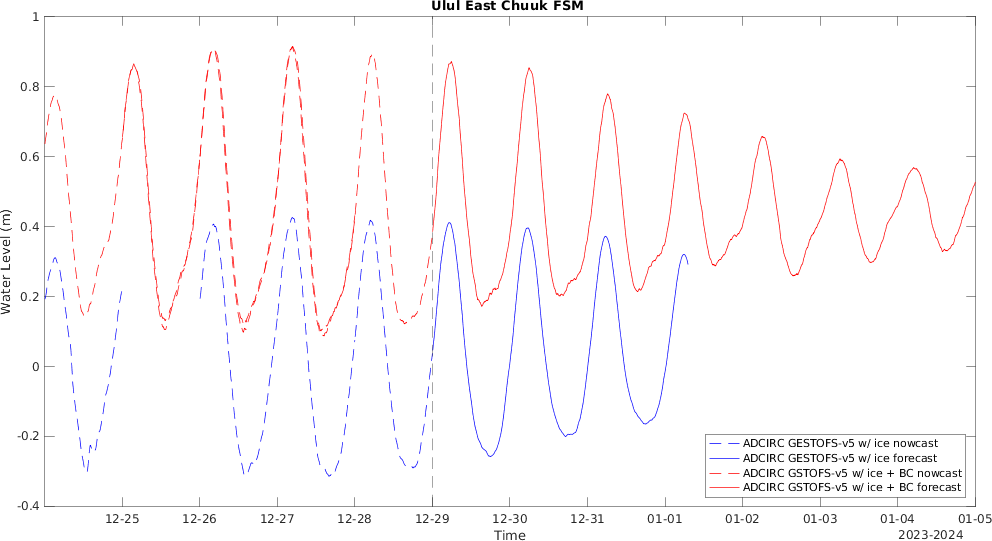 Ulul East Chuuk FSM
1
0.8
0.6
0.4
0.2
0
-0.2
-0.4
Water Level (m)
ADCIRC GESTOFS-v5 w/ ice nowcast
ADCIRC GESTOFS-v5 w/ ice forecast
ADCIRC GSTOFS-v5 w/ ice + BC nowcast
ADCIRC GSTOFS-v5 w/ ice + BC forecast
12-25 12-26 12-27 12-28 12-29 12-30 12-31 01-01 01-02 01-03 01-04 01-05
Time
2023-2024